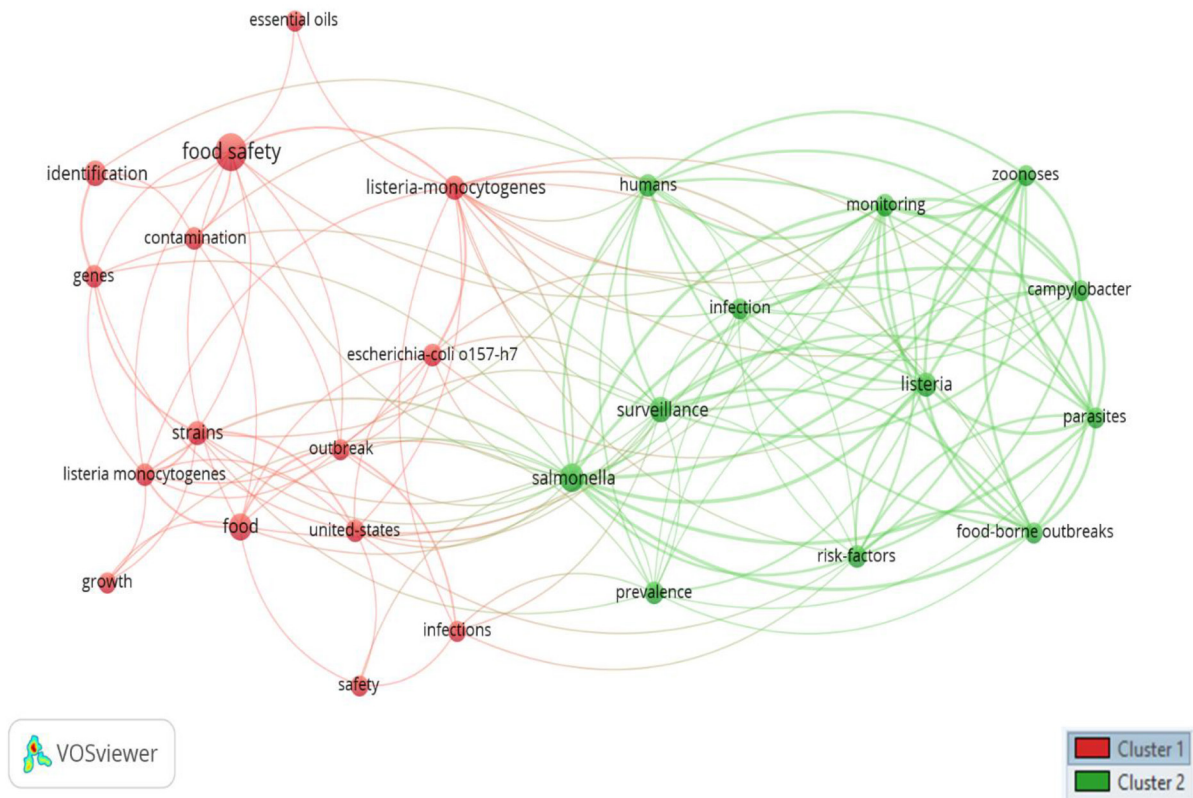 essential oils
food safety
identification
listeria-monocytogenes
humans
zoonoses
monitoring
contamination
genes
campylobacter
infection
escherichia-coli o157-h7
listeria
surveillance
parasites
strains
outbreak
listeria monocytogenes
salmonella
food
united-states
food-borne outbreaks
risk-factors
growth
prevalence
infections
safety
VOSviewer
Cluster 1
Cluster 2